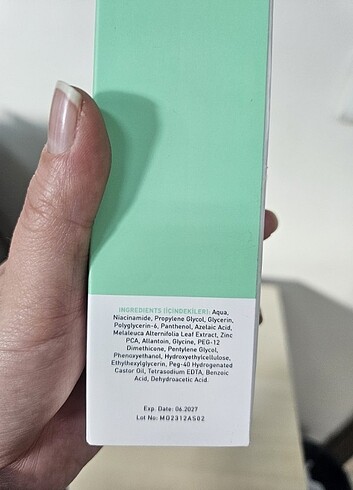 INGREDIENTS (İÇİNDEKİLER): Aqua,
Niacinamide, Propylene Glycol, Glycerin,
Polyglycerin-6, Panthenol, Azelaic Acid,
Melaleuca Alternifolia Leaf Extract, Zinc
PCA, Allantoin, Glycine, PEG-12
Dimethicone, Pentylene Glycol,
Phenoxyethanol, Hydroxyethylcellulose,
Ethylhexylglycerin, Peg-40 Hydrogenated
Castor Oil, Tetrasodium EDTA, Benzoic
Acid, Dehydroacetic Acid.
Exp. Date: 06.2027
Lot No: MG2312AS02